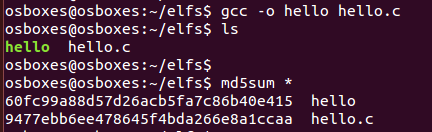 osboxes@osboxes:~/elfs$ gcc -o hello hello.c
osboxes@osboxes:~/elfs$ ls
hello  hello.c
osboxes@osboxes:~/elfs$
osboxes@osboxes:~/elfs$ md5sum *
60fc99a88d57d26acb5fa7c86b40e415  hello
9477ebb6ee478645f4bda266e8a1ccaa  hello.c